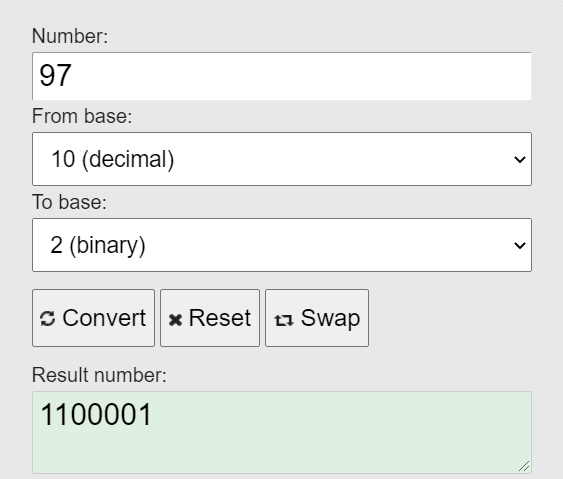 Number:
97
From base:
10 (decimal)
To base:
2 (binary)
Convert Reset Swap
Result number:
1100001